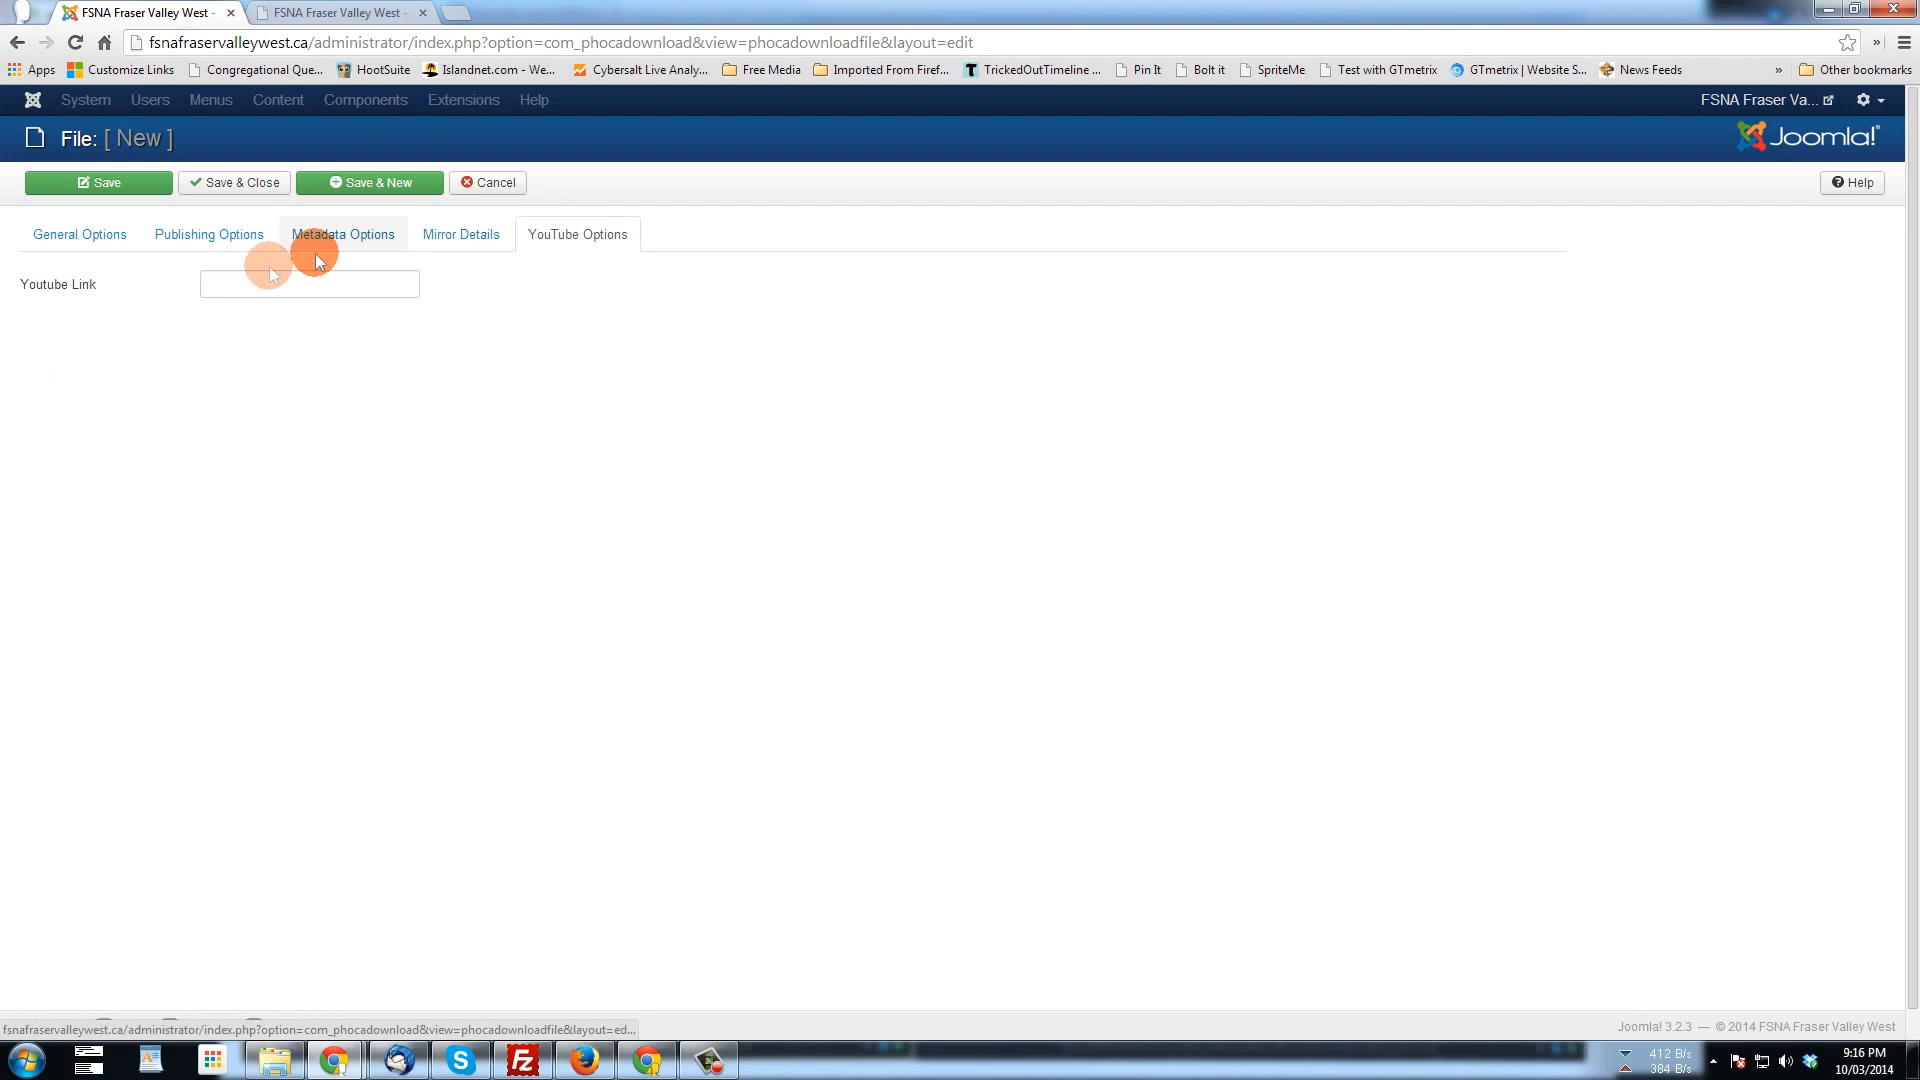 FSNA Fraser Valley West -
FSNA Fraser Valley West -
fsnafraservalleywest.ca/administrator/index.php?option=com_phocadownload&view=phocadownloadfile&layout=edit
Apps Customize Links Congregational Que... HootSuite Islandnet.com - We... Cybersalt Live Analy... Free Media Imported From Firef... TrickedOutTimeline ... Pin It Bolt it SpriteMe Test with GTmetrix GTmetrix | Website S... News Feeds » Other bookmarks
System Users Menus Content Components Extensions Help FSNA Fraser Va...
File: [ New ] Joomla!®
Save Save & Close Save & New Cancel Help
General Options Publishing Options Metadata Options Mirror Details YouTube Options
Youtube Link
fsnafraservalleywest.ca/administrator/index.php?option=com_phocadownload&view=phocadownloadfile&layout=ed...
Joomla! 3.2.3 — © 2014 FSNA Fraser Valley West
412 B/s 9:16 PM
384 B/s 10/03/2014